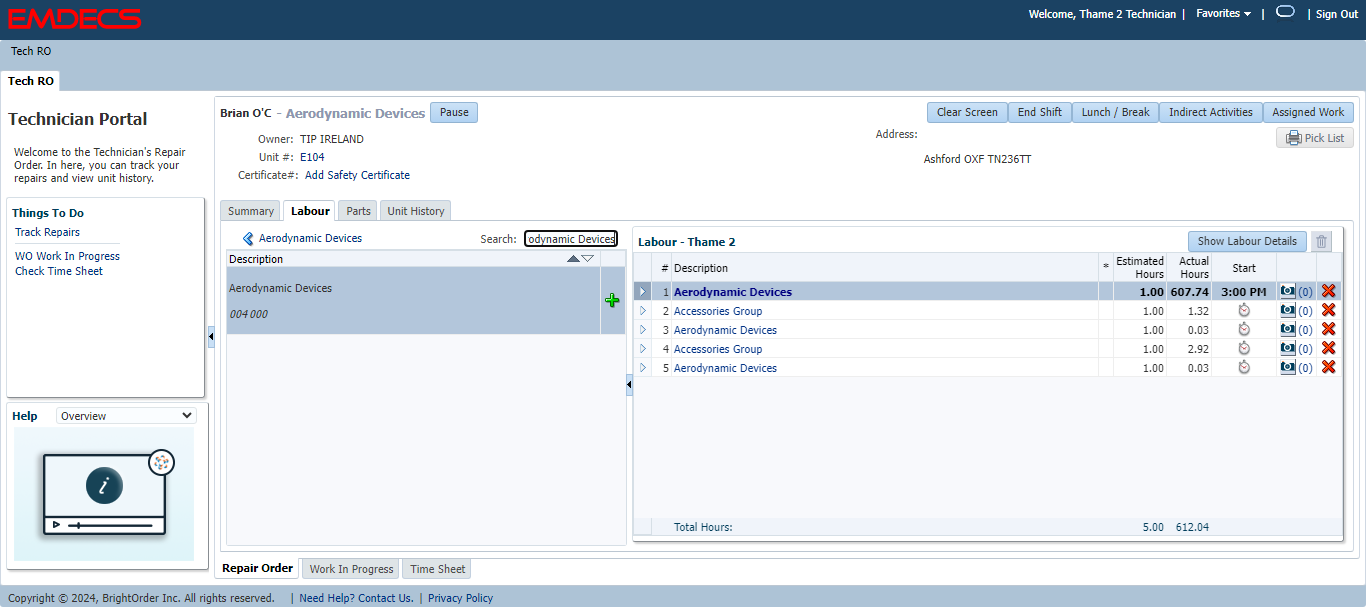 EMDECS
Welcome, Thame 2 Technician | Favorites | | Sign Out
Tech RO
Tech RO
Technician Portal
Welcome to the Technician's Repair
Order. In here, you can track your
repairs and view unit history.
Things To Do
Track Repairs
WO Work In Progress
Check Time Sheet
Help Overview
i
Brian O'C - Aerodynamic Devices Pause
Clear Screen End Shift Lunch / Break Indirect Activities Assigned Work
Owner: TIP IRELAND
Address:
Pick List
Unit #: E104
Ashford OXF TN236TT
Certificate#: Add Safety Certificate
Summary Labour Parts Unit History
Aerodynamic Devices Search: odynamic Devices
Description
Aerodynamic Devices
004 000
Labour - Thame 2 Show Labour Details
# Description * Estimated Hours Actual Hours Start
1 Aerodynamic Devices 1.00 607.74 3:00 PM (0)
2 Accessories Group 1.00 1.32 (0)
3 Aerodynamic Devices 1.00 0.03 (0)
4 Accessories Group 1.00 2.92 (0)
5 Aerodynamic Devices 1.00 0.03 (0)
Total Hours: 5.00 612.04
Repair Order Work In Progress Time Sheet
Copyright © 2024, BrightOrder Inc. All rights reserved. | Need Help? Contact Us. | Privacy Policy